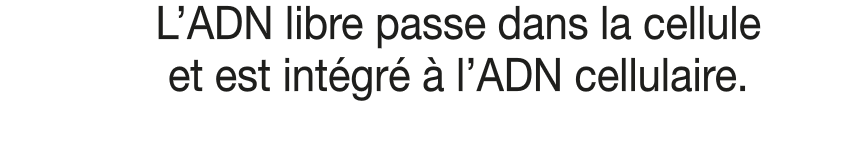 L’ADN libre passe dans la cellule
et est intégré à l’ADN cellulaire.